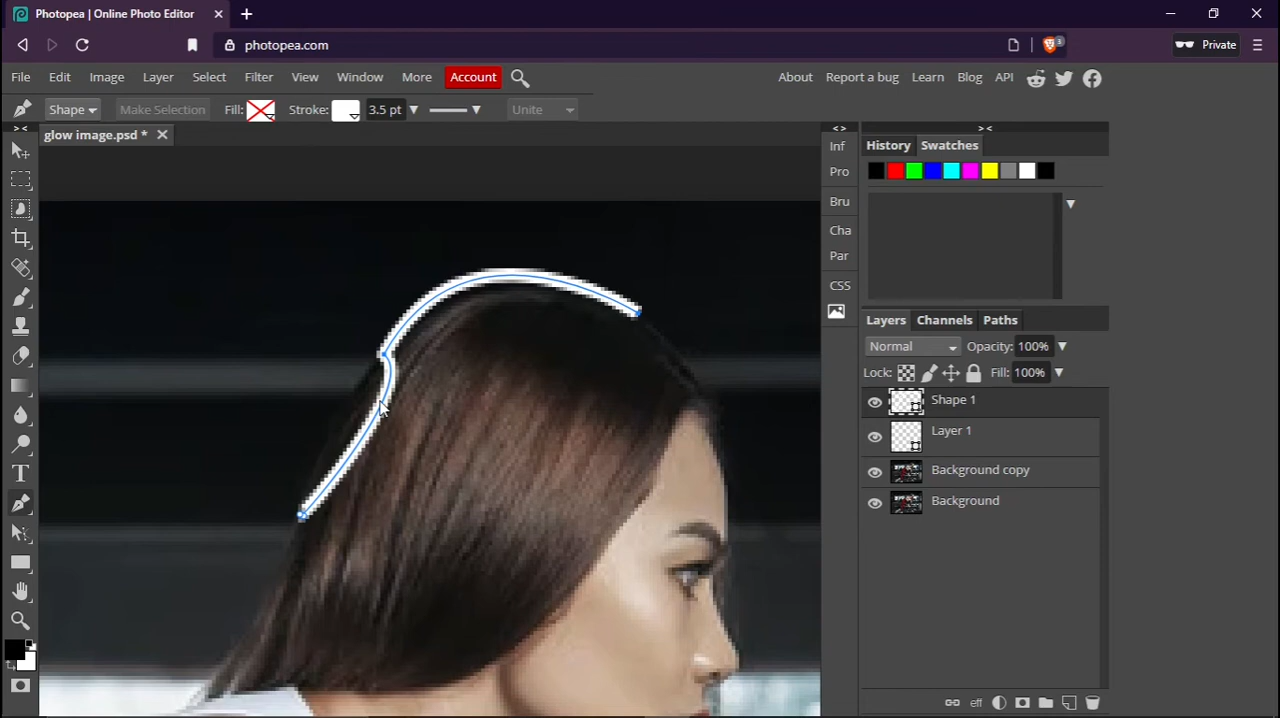 Photopea | Online Photo Editor
photopea.com
3
Private
File Edit Image Layer Select Filter View Window More Account
About Report a bug Learn Blog API
Shape Make Selection Fill: Stroke: 3.5 pt Unite
> < glow image.psd * < > > <
Inf
Pro
Bru
Cha
Par
CSS
History Swatches
Layers Channels Paths
Normal Opacity: 100%
Lock: Fill: 100%
Shape 1
Layer 1
Background copy
Background
eff